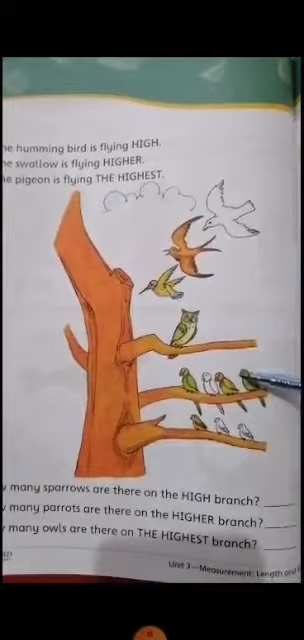 he humming bird is flying HIGH.
he swallow is flying HIGHER.
he pigeon is flying THE HIGHEST.
w many sparrows are there on the HIGH branch?
w many parrots are there on the HIGHER branch?
w many owls are there on THE HIGHEST branch?
Unit 3—Measurement: Length and